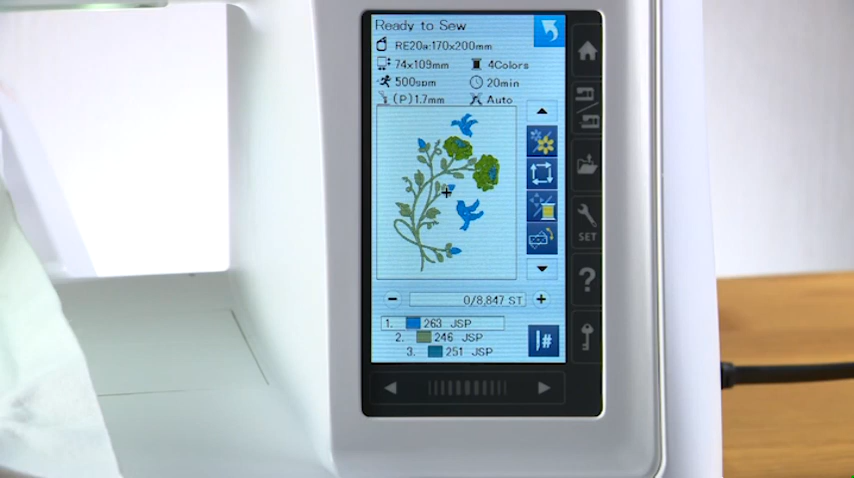 Ready to Sew
RE20a:170x200mm
74x109mm 4Colors
500spm 20min
(P)1.7mm Auto
0/8,847 ST
1. 263 JSP
2. 246 JSP
3. 251 JSP
#
SET
?